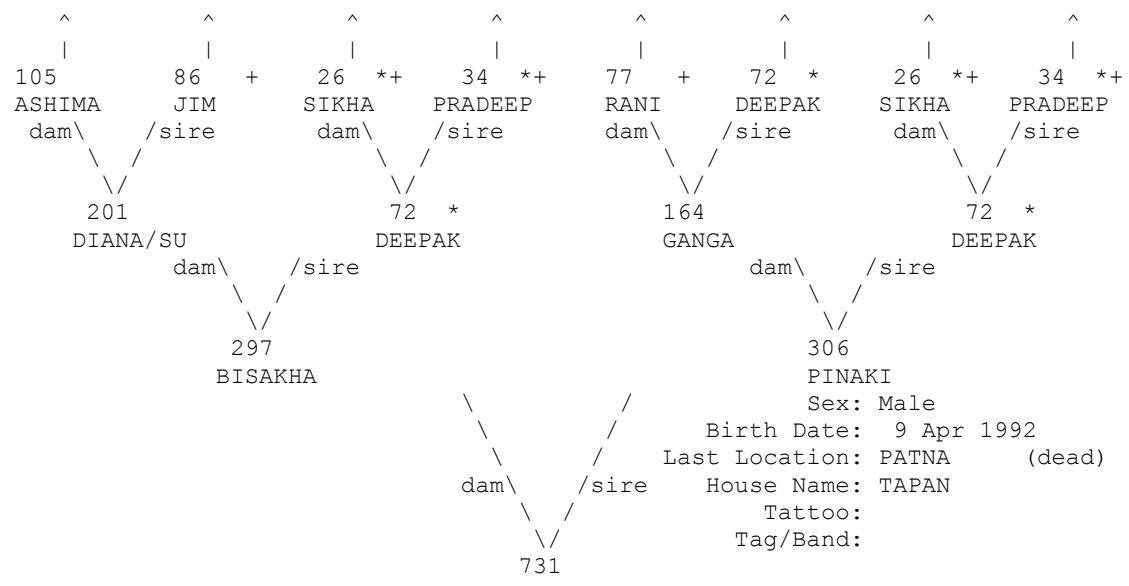 ^ ^ ^ ^ ^ ^ ^ ^
| | | | | | | |
105 86 + 26 *+ 34 *+ 77 + 72 * 26 *+ 34 *+
ASHIMA JIM SIKHA PRADEEP RANI DEEPAK SIKHA PRADEEP
dam\ /sire dam\ /sire dam\ /sire dam\ /sire
\ / \ / \ / \ /
\/ \/ \/ \/
201 72 * 164 72 *
DIANA/SU DEEPAK GANGA DEEPAK
dam\ /sire dam\ /sire
\ / \ /
\/ \/
297 306
BISAKHA PINAKI
\ / Sex: Male
\ / Birth Date: 9 Apr 1992
\ / Last Location: PATNA (dead)
dam\ /sire House Name: TAPAN
\ / Tattoo:
\/ Tag/Band:
731